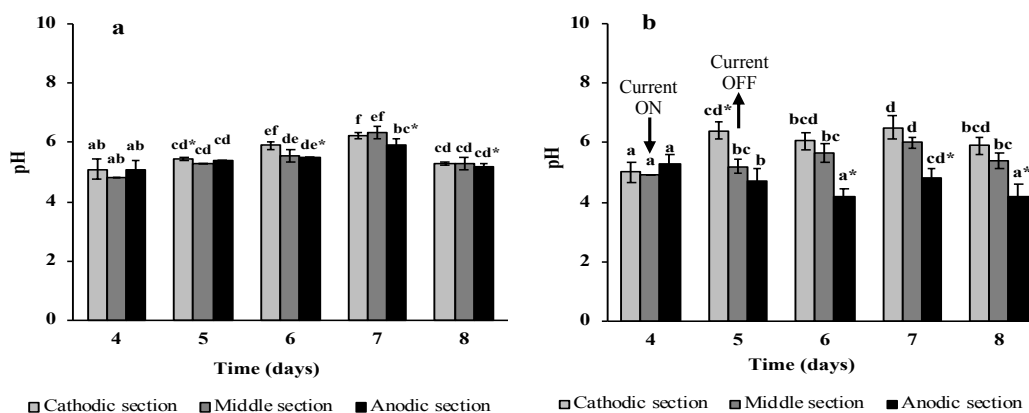 a
pH
10
8
6
4
2
0
ab ab ab
cd* cd cd
ef de de*
f ef bc*
cd cd cd*
4 5 6 7 8
Time (days)
Cathodic section Middle section Anodic section
b
pH
10
8
6
4
2
0
Current
ON
Current
OFF
a a a
cd* bc b
bcd bc a*
d d cd*
bcd bc a*
4 5 6 7 8
Time (days)
Cathodic section Middle section Anodic section